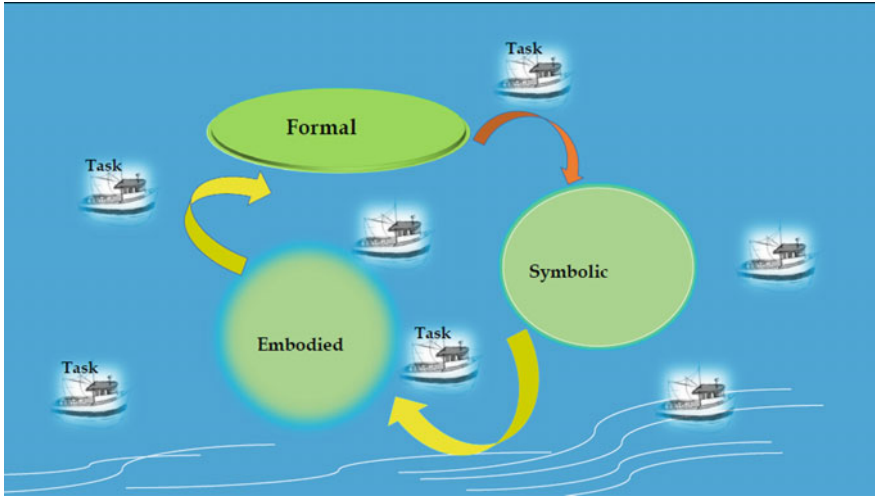 Task
Formal
Task
Symbolic
Task
Embodied
Task